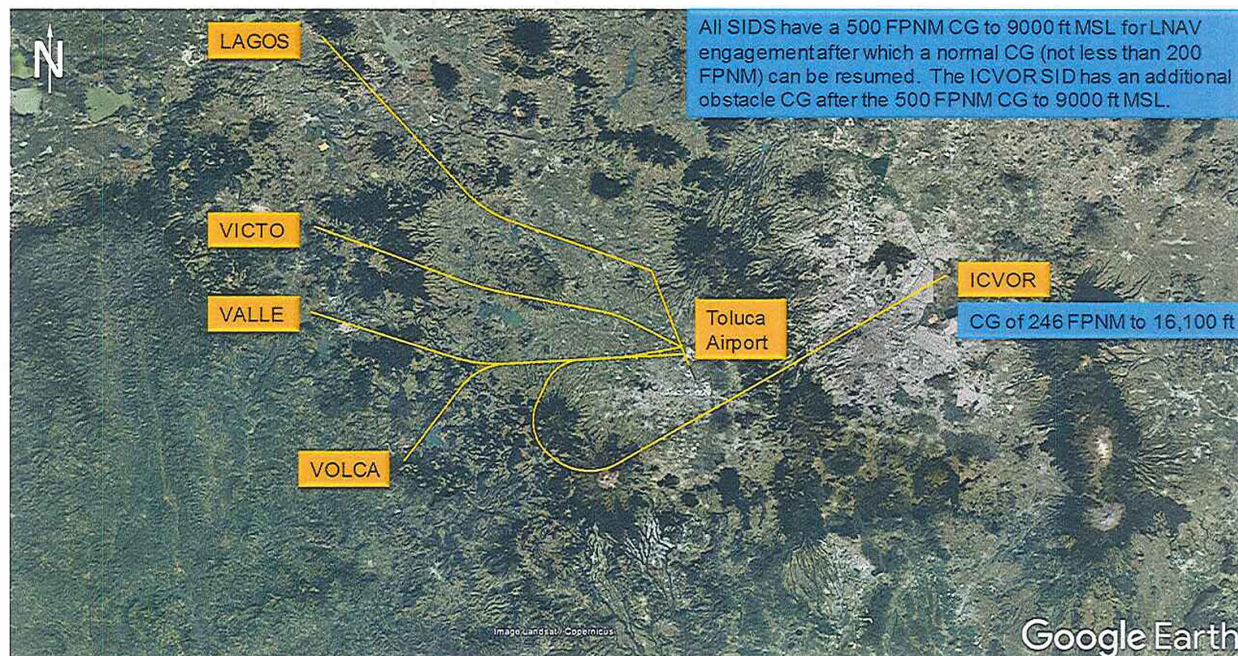 N
LAGOS
All SIDS have a 500 FPNM CG to 9000 ft MSL for LNAV
engagement after which a normal CG (not less than 200
FPNM) can be resumed. The ICVOR SID has an additional
obstacle CG after the 500 FPNM CG to 9000 ft MSL.
VICTO
ICVOR
VALLE
Toluca
Airport
CG of 246 FPNM to 16,100 ft
VOLCA
Image Landsat / Copernicus
Google Earth